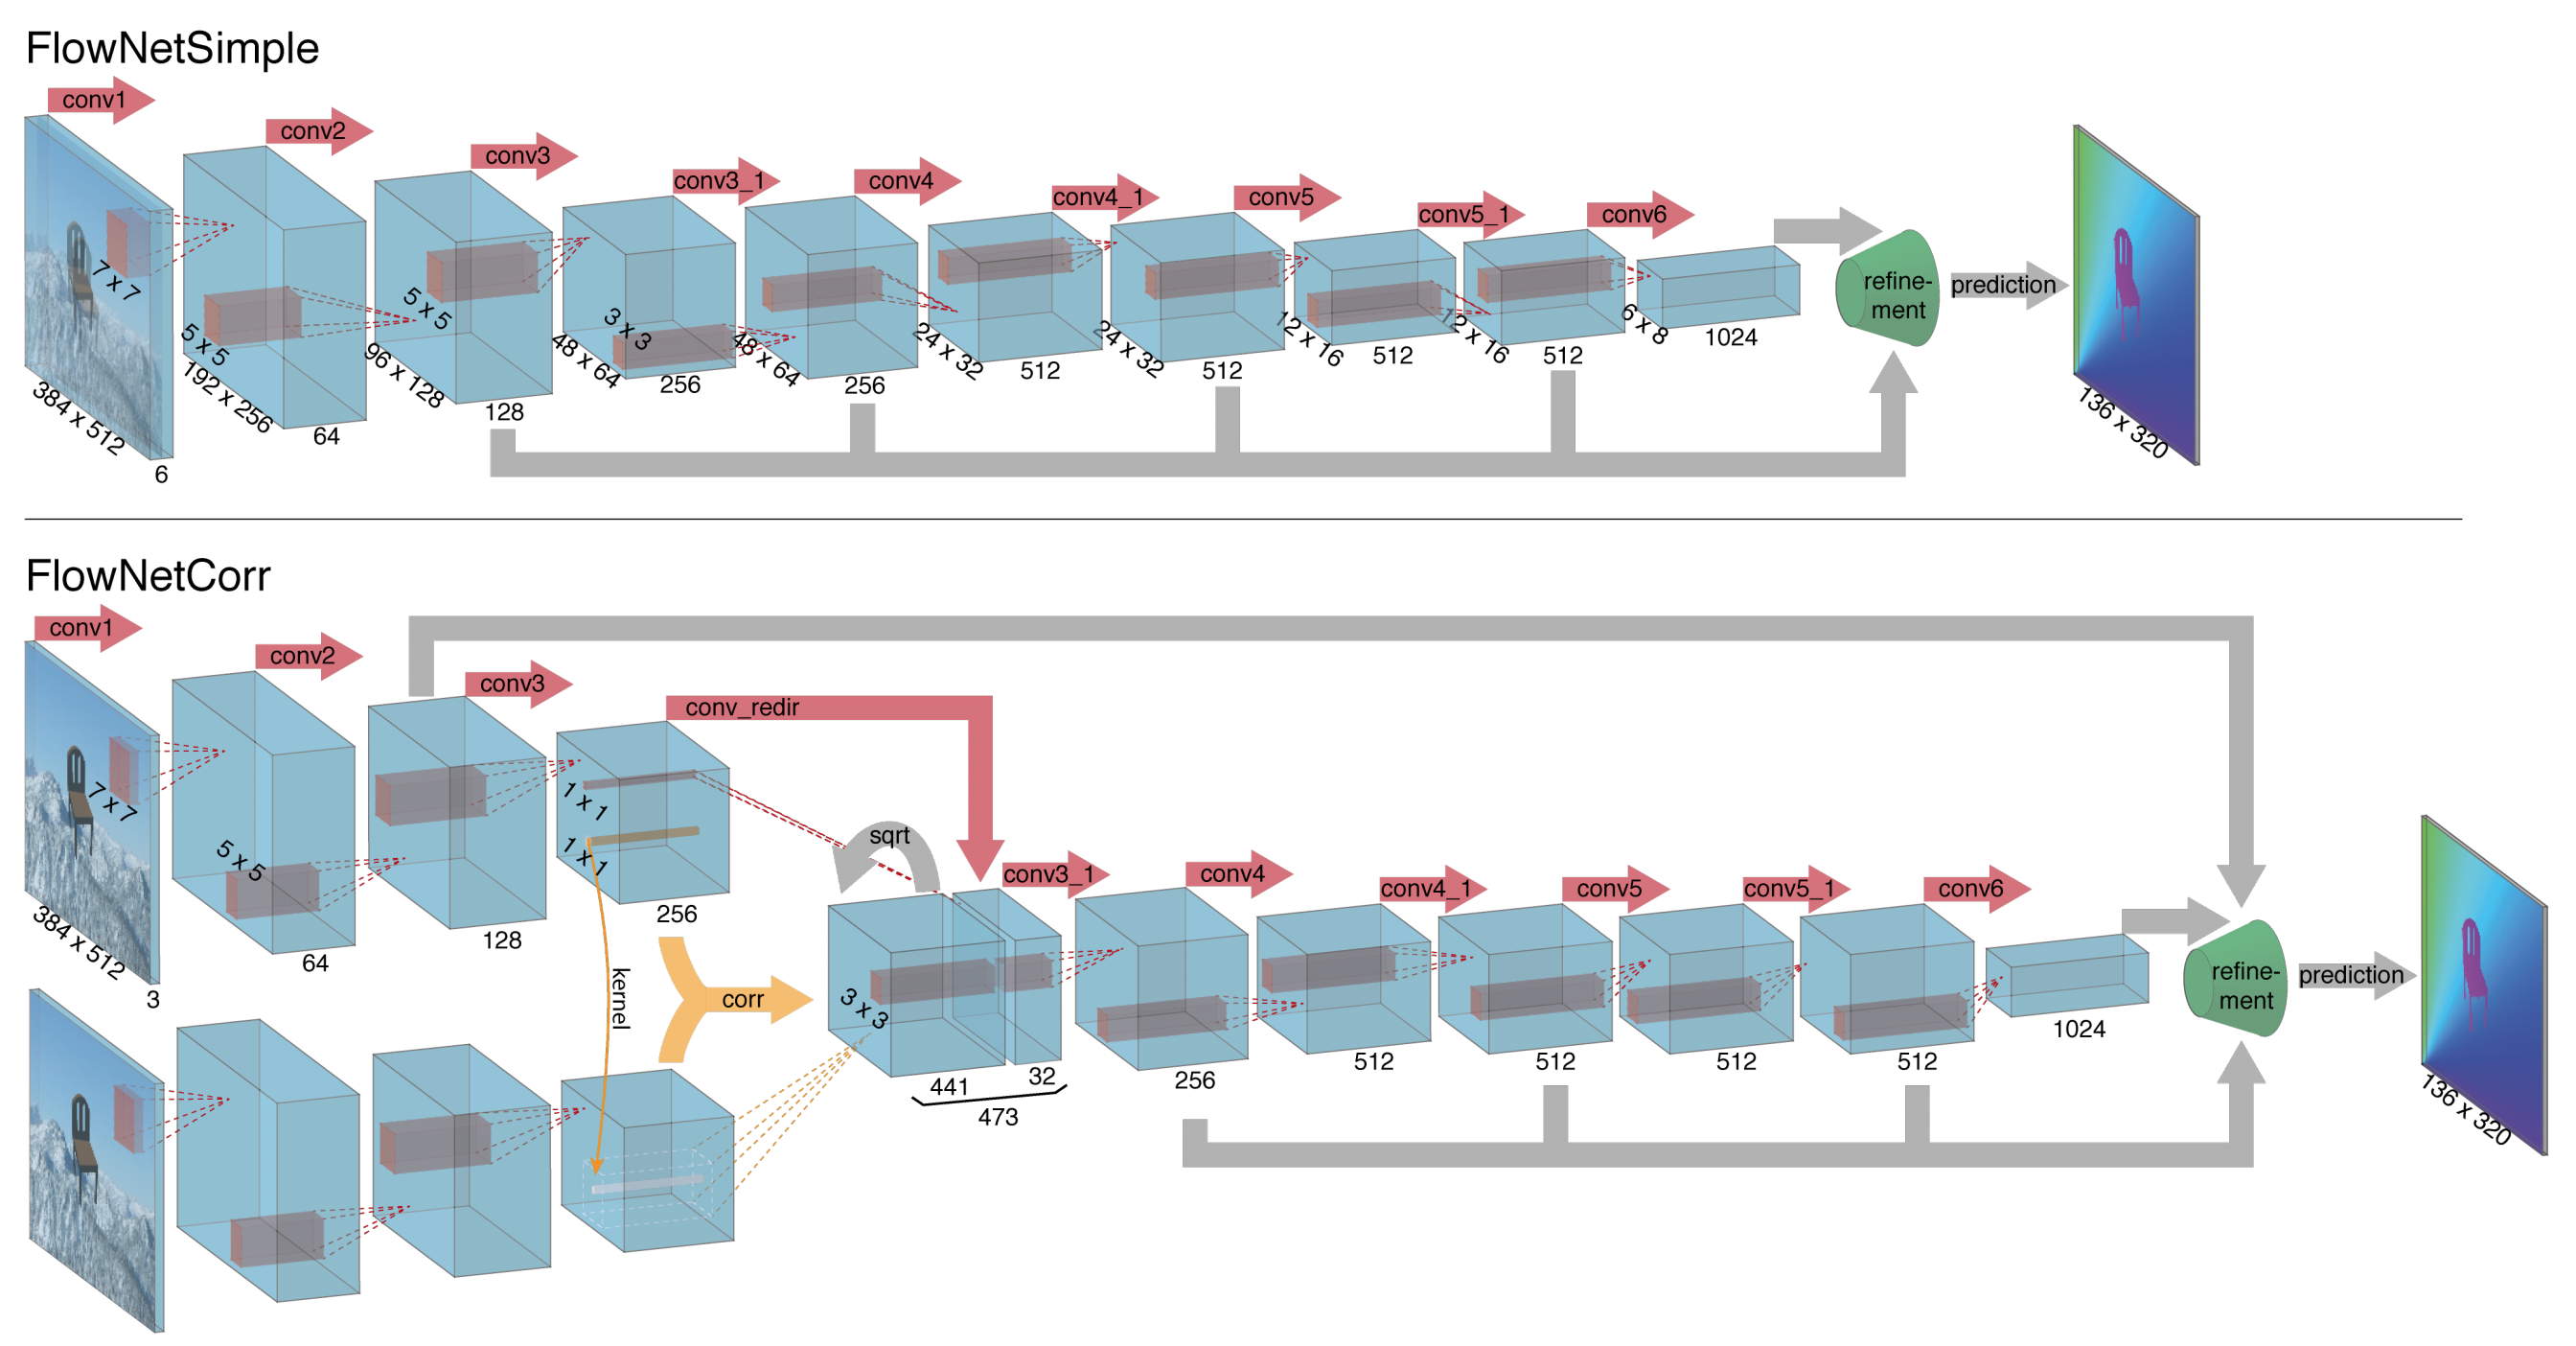 FlowNetSimple
conv1
conv2
conv3
conv3_1
conv4
conv4_1
conv5
conv5_1
conv6
7 x 7
5 x 5
5 x 5
3 x 3
384 x 512
192 x 256
96 x 128
48 x 64
48 x 64
24 x 32
24 x 32
12 x 16
12 x 16
6 x 8
6
64
128
256
256
512
512
512
512
1024
refine-
ment
prediction
136 x 320
FlowNetCorr
conv1
conv2
conv3
conv_redir
sqrt
conv3_1
conv4
conv4_1
conv5
conv5_1
conv6
7 x 7
5 x 5
1 x 1
1 x 1
384 x 512
3
64
128
256
kernel
corr
3 x 3
441
32
473
256
512
512
512
512
1024
refine-
ment
prediction
136 x 320